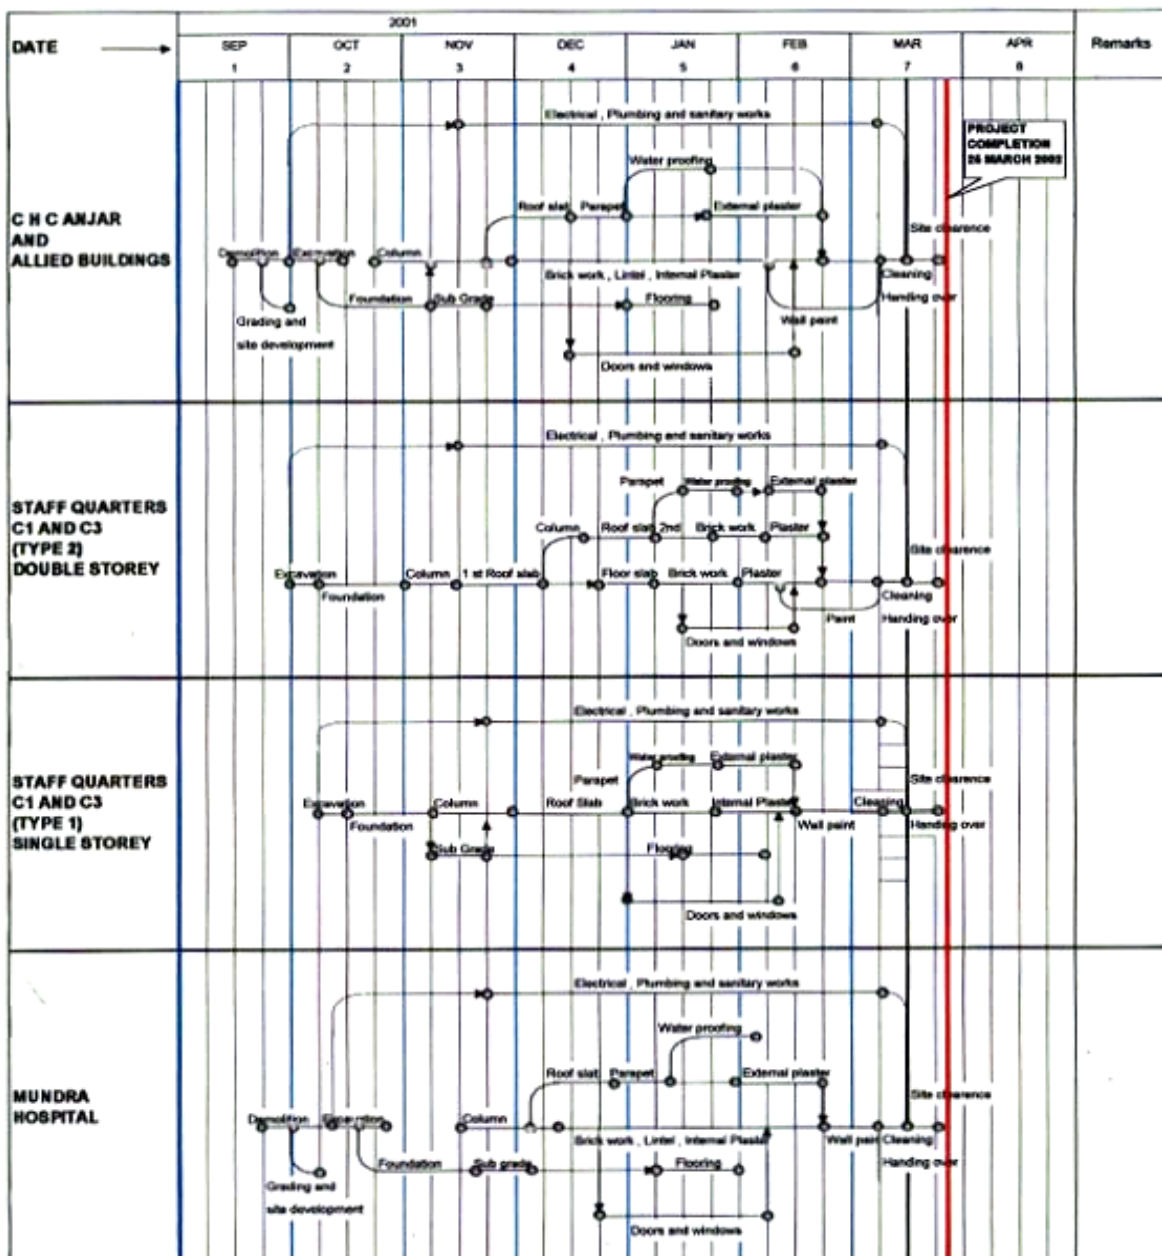 2001
DATE
SEP
OCT
NOV
DEC
JAN
FEB
MAR
APR
Remarks
1
2
3
4
5
6
7
8
PROJECT
COMPLETION
25 MARCH 2002
C H C ANJAR
AND
ALLIED BUILDINGS
Electrical , Plumbing and sanitary works
Water proofing
Roof slab
Parapet
External plaster
Site clearence
Demolition
Excavation
Column
Brick work , Lintel , Internal Plaster
Cleaning
Foundation
Sub Grade
Flooring
Handing over
Grading and
site development
Wall paint
Doors and windows
STAFF QUARTERS
C1 AND C3
(TYPE 2)
DOUBLE STOREY
Electrical , Plumbing and sanitary works
Parapet
Water proofing
External plaster
Column
Roof slab 2nd
Brick work
Plaster
Site clearence
Excavation
Column
1 st Roof slab
Floor slab
Brick work
Plaster
Cleaning
Foundation
Paint
Handing over
Doors and windows
STAFF QUARTERS
C1 AND C3
(TYPE 1)
SINGLE STOREY
Electrical , Plumbing and sanitary works
Water proofing
External plaster
Parapet
Site clearence
Excavation
Column
Roof Slab
Brick work
Internal Plaster
Cleaning
Foundation
Wall paint
Handing over
Sub Grade
Flooring
Doors and windows
MUNDRA
HOSPITAL
Electrical , Plumbing and sanitary works
Water proofing
Roof slab
Parapet
External plaster
Site clearence
Demolition
Excavation
Column
Brick work , Lintel , Internal Plaster
Wall paint
Cleaning
Foundation
Sub grade
Flooring
Handing over
Grading and
site development
Doors and windows